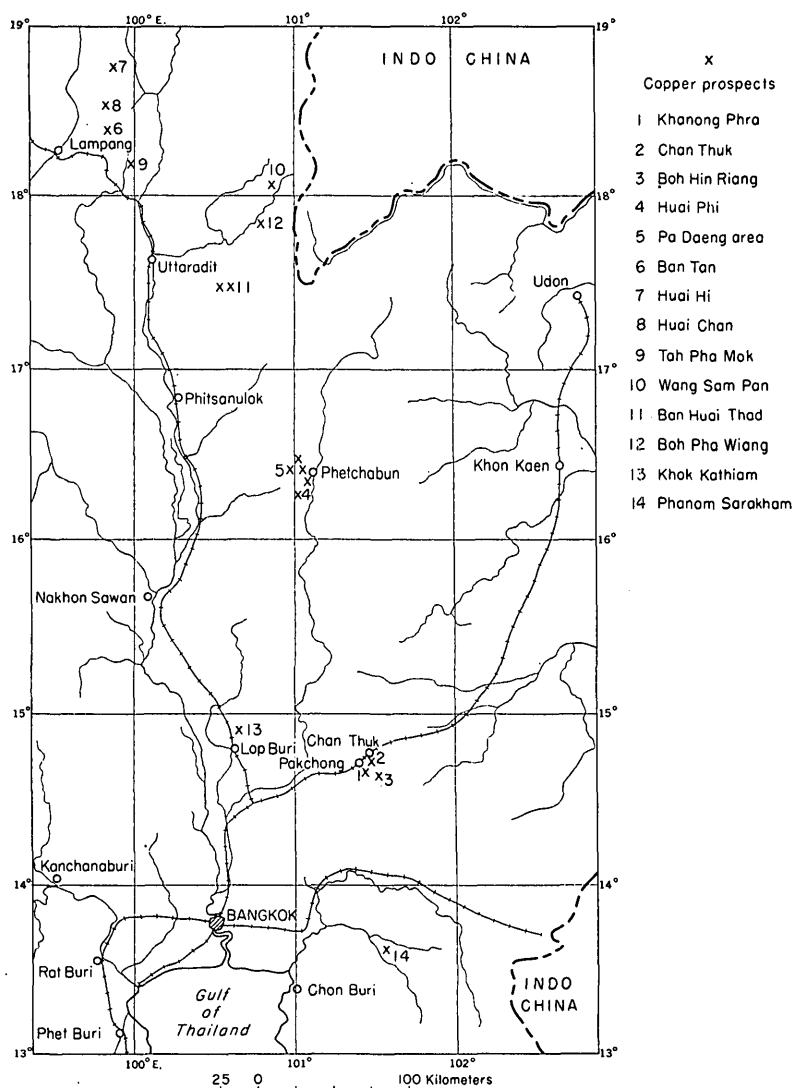 100° E. 101° 102°
19° 19°
INDO CHINA
x7
x8
x6
Lampang
x9
10
x
18° 18°
x12
Uttaradit
xx11
Udon
17° 17°
Phitsanulok
x
5x x Phetchabun
x
x4
Khon Kaen
16° 16°
Nakhon Sawan
15° 15°
x13
Lop Buri
Chan Thuk
Pakchong
x2
1x x3
Kanchanaburi
14° 14°
BANGKOK
x14
Rat Buri
Chon Buri
Gulf
of
Thailand
INDO
CHINA
Phet Buri
13° 13°
100° E. 101° 102°
25 0 100 Kilometers
x
Copper prospects
1 Khanong Phra
2 Chan Thuk
3 Boh Hin Riang
4 Huai Phi
5 Pa Daeng area
6 Ban Tan
7 Huai Hi
8 Huai Chan
9 Tah Pha Mok
10 Wang Sam Pan
11 Ban Huai Thad
12 Boh Pha Wiang
13 Khok Kathiam
14 Phanom Sarakham